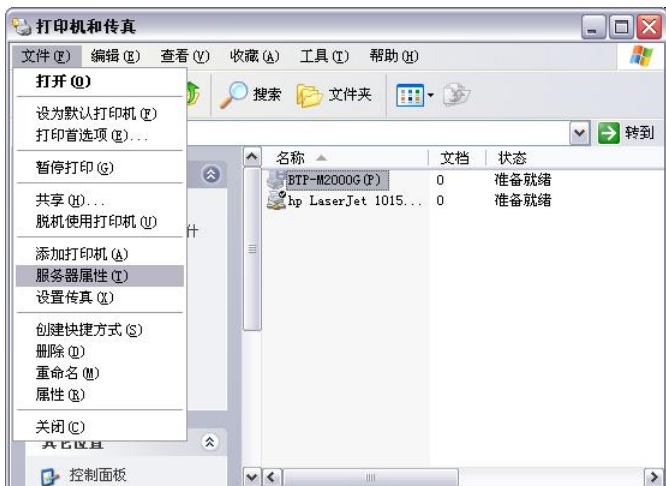 打印机和传真
文件(F) 编辑(E) 查看(V) 收藏(A) 工具(T) 帮助(H)
打开(O)
搜索 文件夹
设为默认打印机(F)
打印首选项(E)...
转到
暂停打印(G)
名称 文档 状态
BTP-M2000G(P) 0 准备就绪
共享(H)...
hp LaserJet 1015... 0 准备就绪
脱机使用打印机(U)
件
添加打印机(A)
服务器属性(T)
设置传真(X)
创建快捷方式(S)
删除(D)
重命名(M)
属性(R)
关闭(C)
其它位置
控制面板